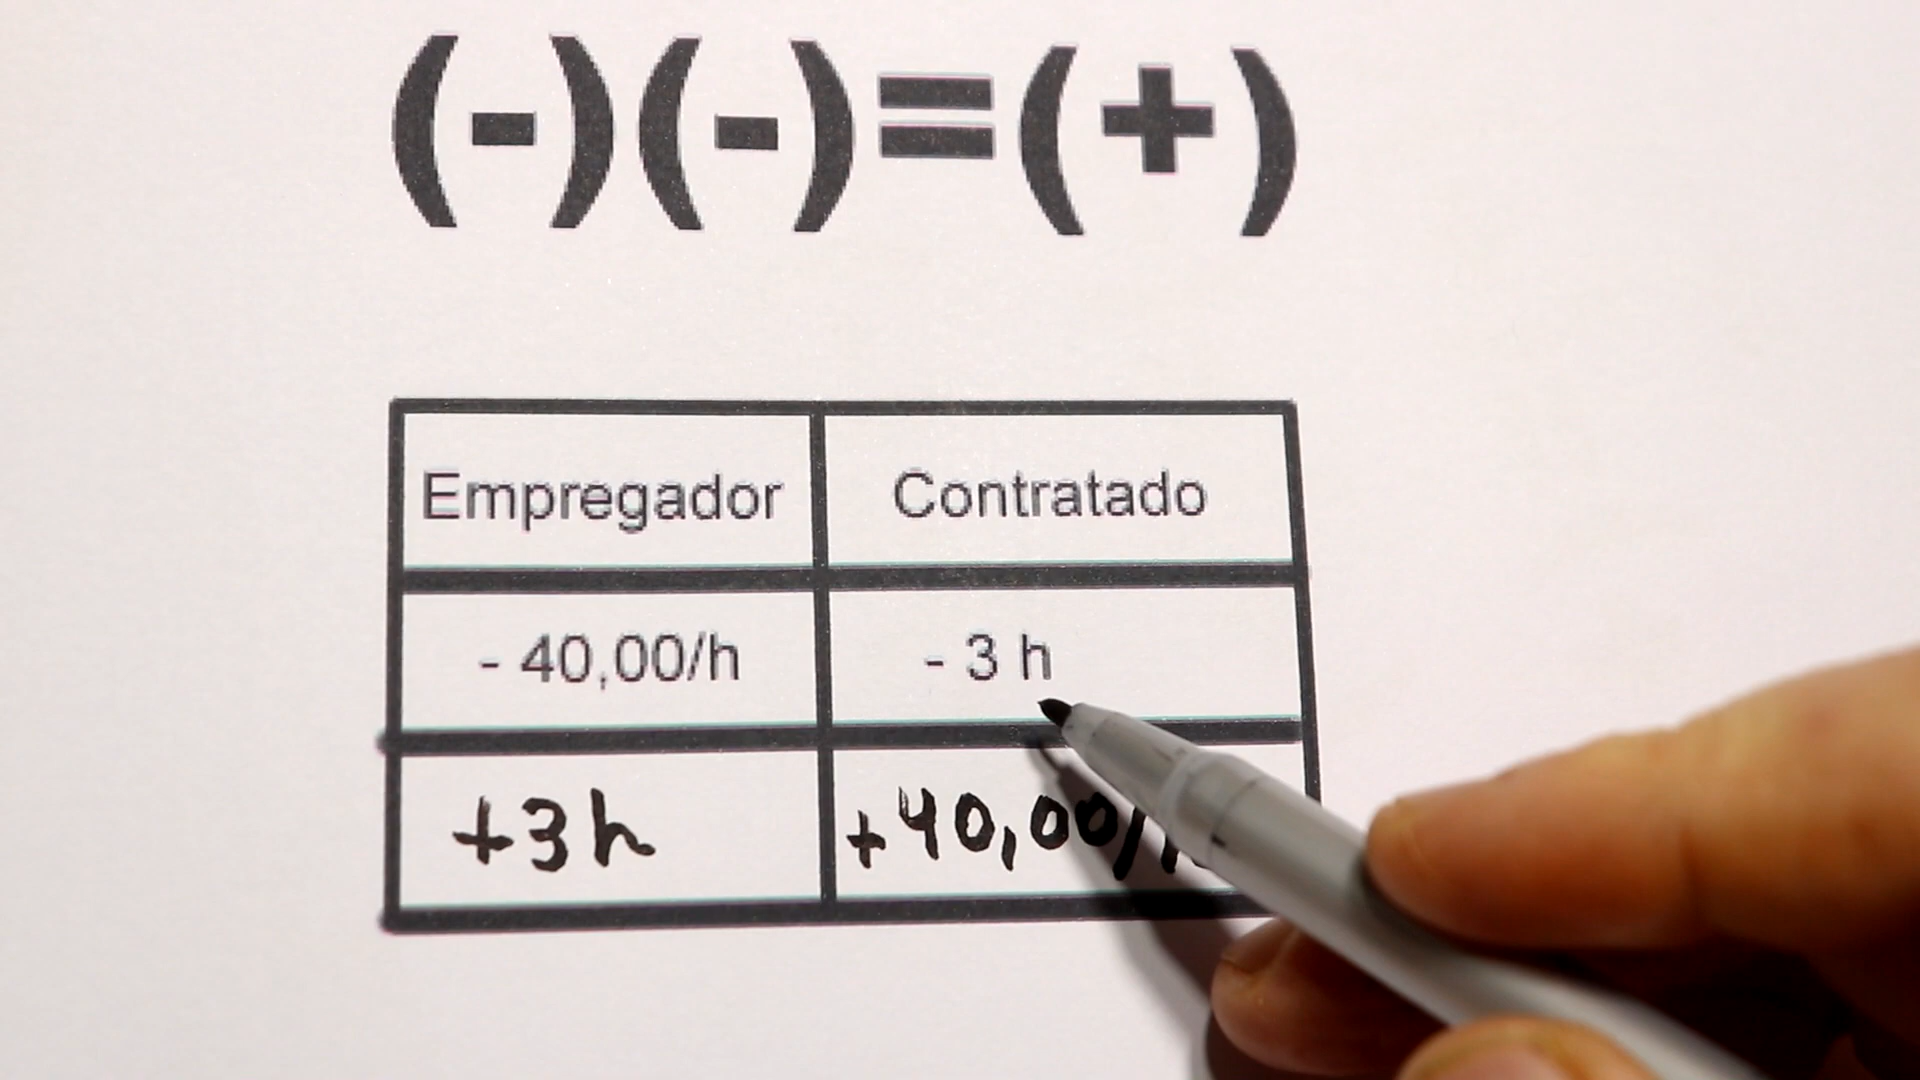 (-)(-)=(+)
Empregador Contratado
- 40,00/h - 3 h
+3h +40,00/